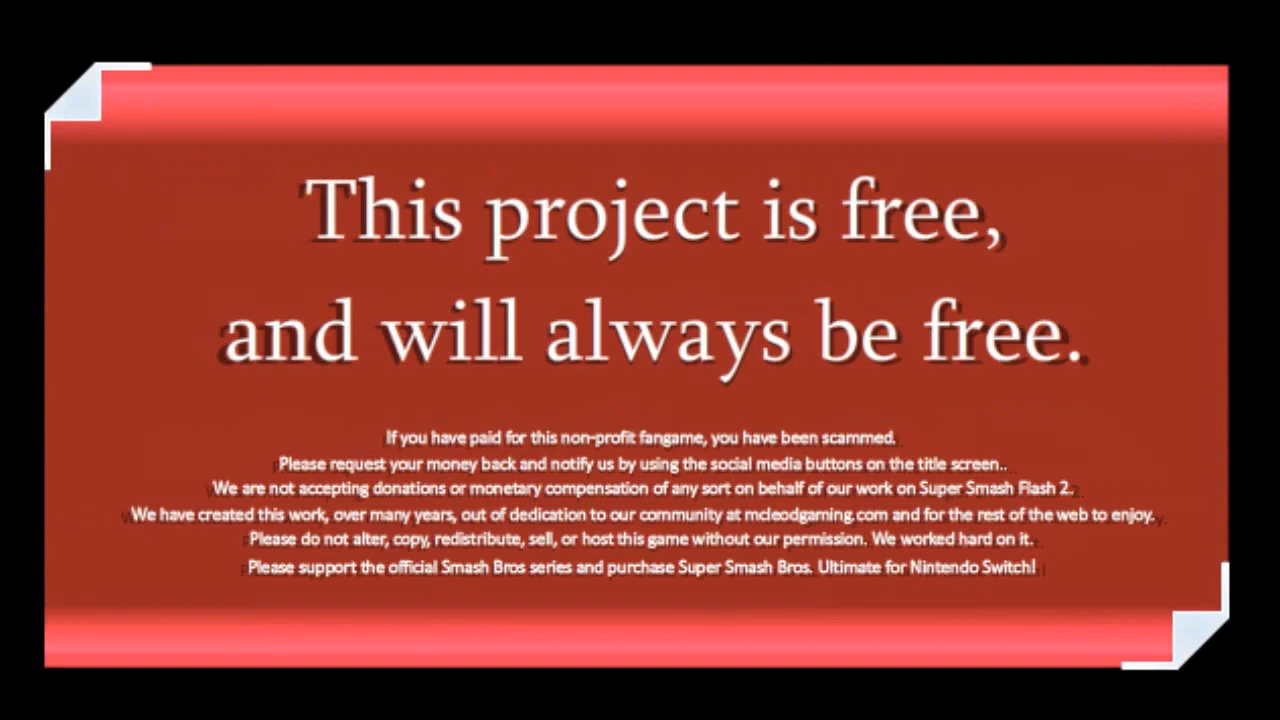 This project is free,
and will always be free.
If you have paid for this non-profit fangame, you have been scammed.
Please request your money back and notify us by using the social media buttons on the title screen..
We are not accepting donations or monetary compensation of any sort on behalf of our work on Super Smash Flash 2.
We have created this work, over many years, out of dedication to our community at mcleodgaming.com and for the rest of the web to enjoy.
Please do not alter, copy, redistribute, sell, or host this game without our permission. We worked hard on it.
Please support the official Smash Bros series and purchase Super Smash Bros. Ultimate for Nintendo Switch!